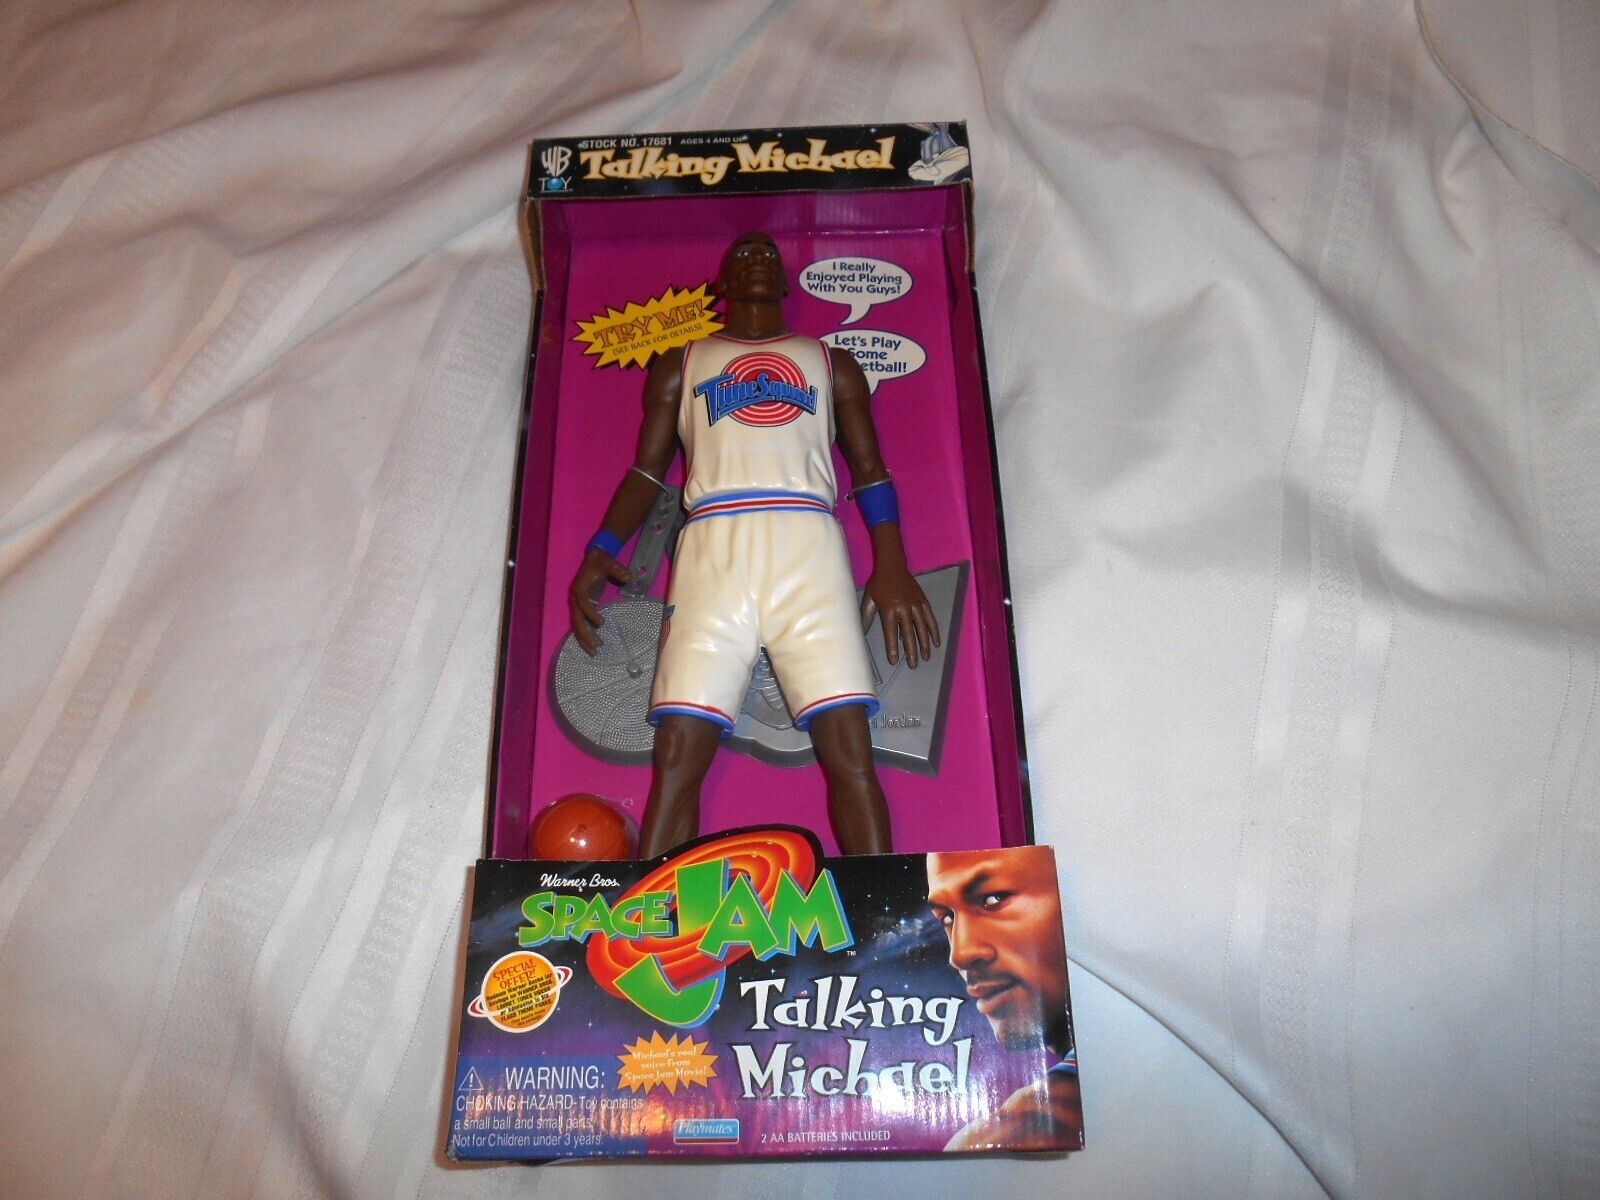 STOCK NO. 17681 AGES 4 AND UP
WB
TOY
Talking Michael
I Really
Enjoyed Playing
With You Guys!
TRY ME!
(SEE BACK FOR DETAILS)
Let's Play
Some
etball!
TuneSquad
Jordan
Warner Bros.
SPACE JAM
TM
SPECIAL
OFFER!
Talking
Michael
Michael's real
voice from
Space Jam Movie!
WARNING:
CHOKING HAZARD-Toy contains
a small ball and small parts.
Not for Children under 3 years.
Playmates
2 AA BATTERIES INCLUDED